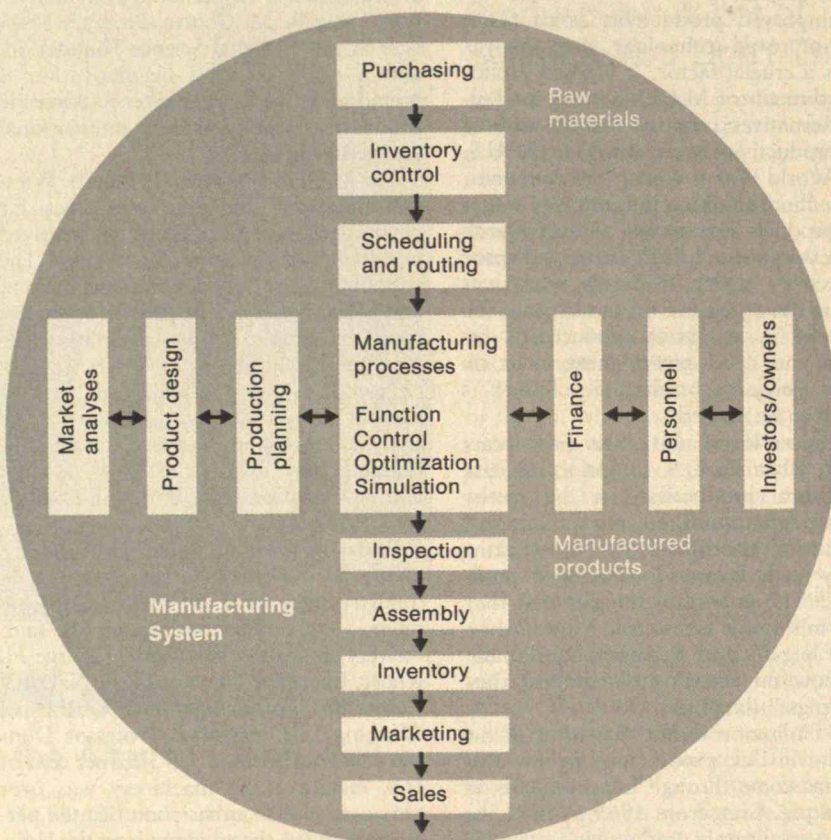 Purchasing
Raw
materials
Inventory
control
Scheduling
and routing
Market
analyses
Product design
Production
planning
Manufacturing
processes
Function
Control
Optimization
Simulation
Finance
Personnel
Investors/owners
Inspection
Manufactured
products
Manufacturing
System
Assembly
Inventory
Marketing
Sales